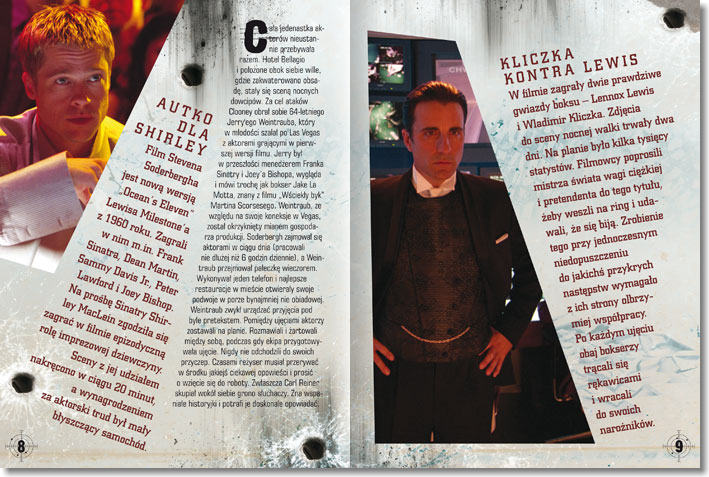 AUTKO
DLA
SHIRLEY
Film Stevena
Soderbergha
jest nową wersją
„Ocean's Eleven”
Lewisa Milestone'a
z 1960 roku. Zagrali
w nim m.in. Frank
Sinatra, Dean Martin,
Sammy Davis Jr., Peter
Lawford i Joey Bishop.
Na prośbę Sinatry Shir-
ley MacLein zgodziła się
zagrać w filmie epizodyczną
rolę imprezowej dziewczyny.
Sceny z jej udziałem
nakręcono w ciągu 20 minut,
a wynagrodzeniem
za aktorski trud był mały
błyszczący samochód.
Cała jedenastka ak-
torów nieustan-
nie przebywała
razem. Hotel Bellagio
i położone obok siebie wille,
gdzie zakwaterowano obsa-
dę, stały się sceną nocnych
dowcipów. Za cel ataków
Clooney obrał sobie 64-letniego
Jerry'ego Weintrauba, który
w młodości szalał po Las Vegas
z aktorami grającymi w pierw-
szej wersji filmu. Jerry był
w przeszłości menedżerem Franka
Sinatry i Joey'a Bishopa, wygląda
i mówi trochę jak bokser Jake La
Motta, znany z filmu „Wściekły byk”
Martina Scorsesego. Weintraub, ze
względu na swoje koneksje w Vegas,
został okrzyknięty mianem gospoda-
rza produkcji. Soderbergh zajmował się
aktorami w ciągu dnia (pracowali
nie dłużej niż 6 godzin dziennie), a Wein-
traub przejmował pałeczkę wieczorem.
Wykonywał jeden telefon i najlepsze
restauracje w mieście otwierały swoje
podwoje w porze bynajmniej nie obiadowej.
Weintraub zwykł urządzać przyjęcia pod
byle pretekstem. Pomiędzy ujęciami aktorzy
zostawali na planie. Rozmawiali i żartowali
między sobą, podczas gdy ekipa przygotowy-
wała ujęcie. Nigdy nie odchodzili do swoich
przyczep. Czasami reżyser musiał przerywać
w środku jakiejś ciekawej opowieści i prosić
o wzięcie się do roboty. Zwłaszcza Carl Reiner
skupiał wokół siebie grono słuchaczy. Zna wspa-
niałe historyjki i potrafi je doskonale opowiadać.
8
KLICZKA
KONTRA LEWIS
W filmie zagrały dwie prawdziwe
gwiazdy boksu – Lennox Lewis
i Wladimir Kliczka. Zdjęcia
do sceny nocnej walki trwały dwa
dni. Na planie było kilka tysięcy
statystów. Filmowcy poprosili
mistrza świata wagi ciężkiej
i pretendenta do tego tytułu,
żeby weszli na ring i uda-
wali, że się biją. Zrobienie
tego przy jednoczesnym
niedopuszczeniu
do jakichś przykrych
następstw wymagało
z ich strony olbrzy-
miej współpracy.
Po każdym ujęciu
obaj bokserzy
trącali się
rękawicami
i wracali
do swoich
narożników.
9